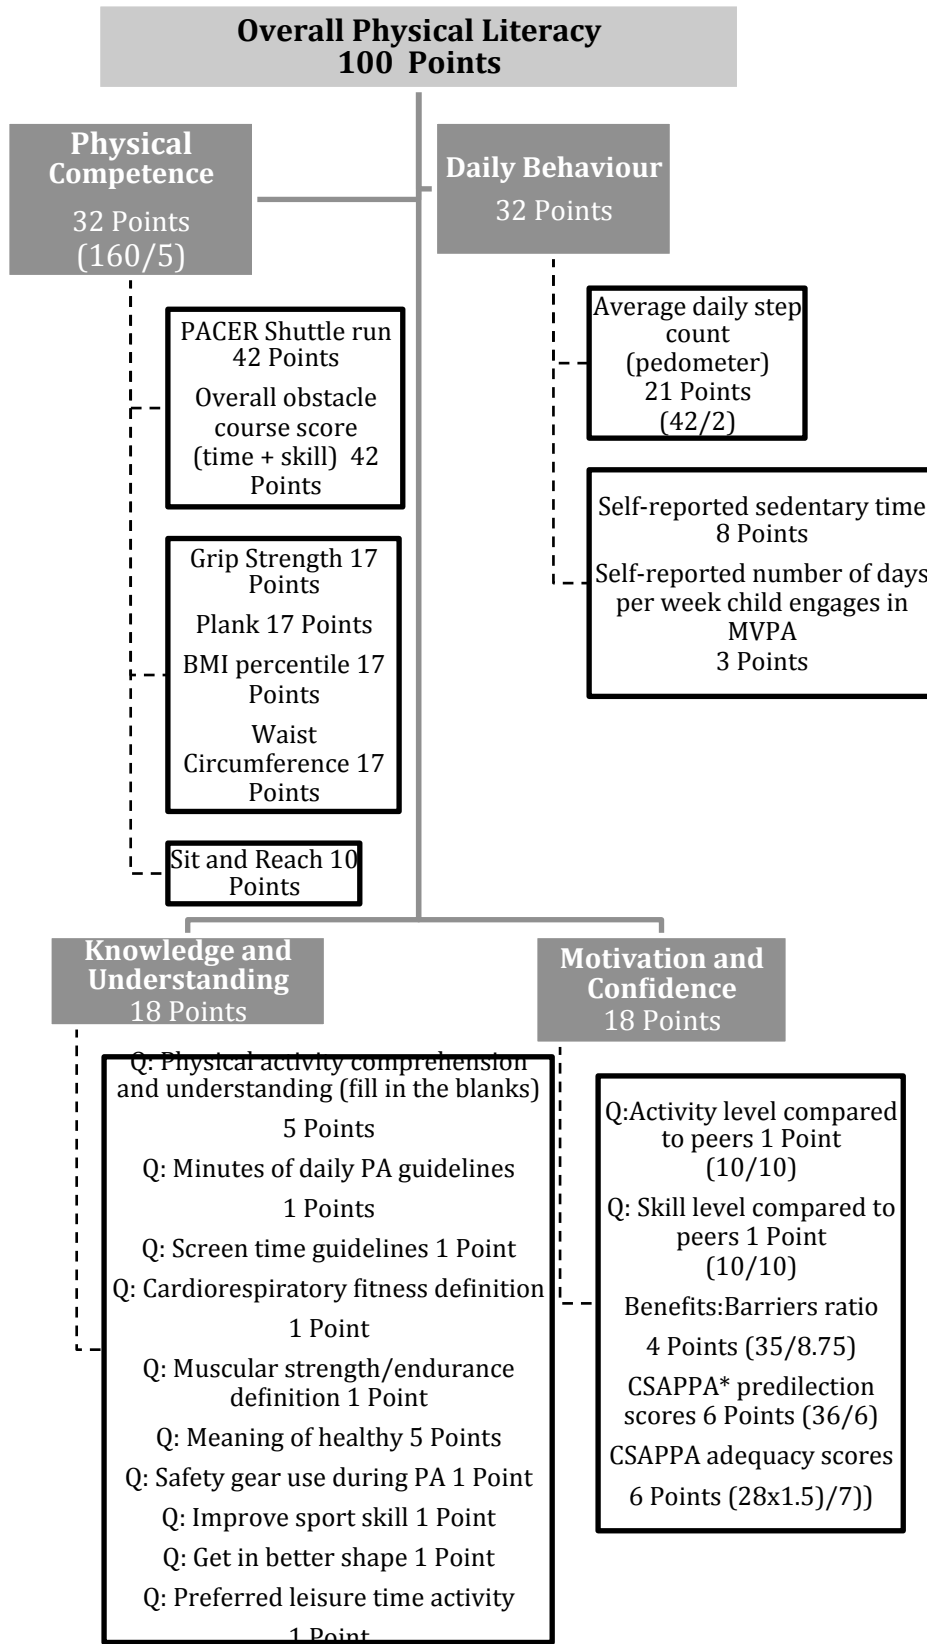 Overall Physical Literacy
100 Points
Physical
Competence
32 Points
(160/5)
Daily Behaviour
32 Points
PACER Shuttle run
42 Points
Overall obstacle
course score
(time + skill) 42
Points
Grip Strength 17
Points
Plank 17 Points
BMI percentile 17
Points
Waist
Circumference 17
Points
Sit and Reach 10
Points
Average daily step
count
(pedometer)
21 Points
(42/2)
Self-reported sedentary time
8 Points
Self-reported number of days
per week child engages in
MVPA
3 Points
Knowledge and
Understanding
18 Points
Q: Physical activity comprehension
and understanding (fill in the blanks)
5 Points
Q: Minutes of daily PA guidelines
1 Points
Q: Screen time guidelines 1 Point
Q: Cardiorespiratory fitness definition
1 Point
Q: Muscular strength/endurance
definition 1 Point
Q: Meaning of healthy 5 Points
Q: Safety gear use during PA 1 Point
Q: Improve sport skill 1 Point
Q: Get in better shape 1 Point
Q: Preferred leisure time activity
1 Point
Motivation and
Confidence
18 Points
Q:Activity level compared
to peers 1 Point
(10/10)
Q: Skill level compared to
peers 1 Point
(10/10)
Benefits:Barriers ratio
4 Points (35/8.75)
CSAPPA* predilection
scores 6 Points (36/6)
CSAPPA adequacy scores
6 Points (28x1.5)/7))